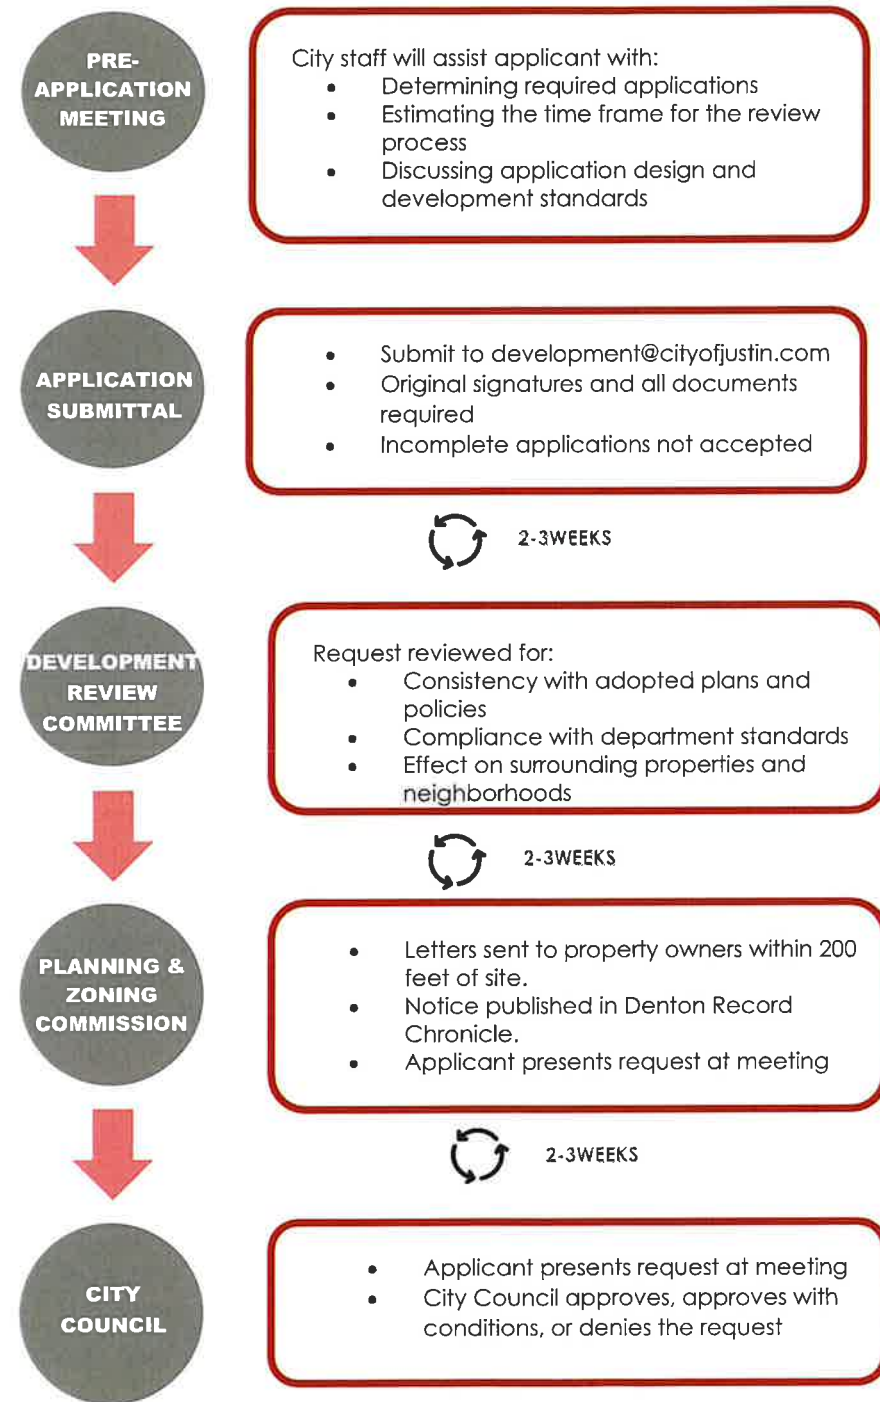 PRE-
APPLICATION
MEETING
City staff will assist applicant with:
• Determining required applications
• Estimating the time frame for the review
process
• Discussing application design and
development standards
APPLICATION
SUBMITTAL
• Submit to development@cityofjustin.com
• Original signatures and all documents
required
• Incomplete applications not accepted
2-3WEEKS
DEVELOPMENT
REVIEW
COMMITTEE
Request reviewed for:
• Consistency with adopted plans and
policies
• Compliance with department standards
• Effect on surrounding properties and
neighborhoods
2-3WEEKS
PLANNING &
ZONING
COMMISSION
• Letters sent to property owners within 200
feet of site.
• Notice published in Denton Record
Chronicle.
• Applicant presents request at meeting
2-3WEEKS
CITY
COUNCIL
• Applicant presents request at meeting
• City Council approves, approves with
conditions, or denies the request